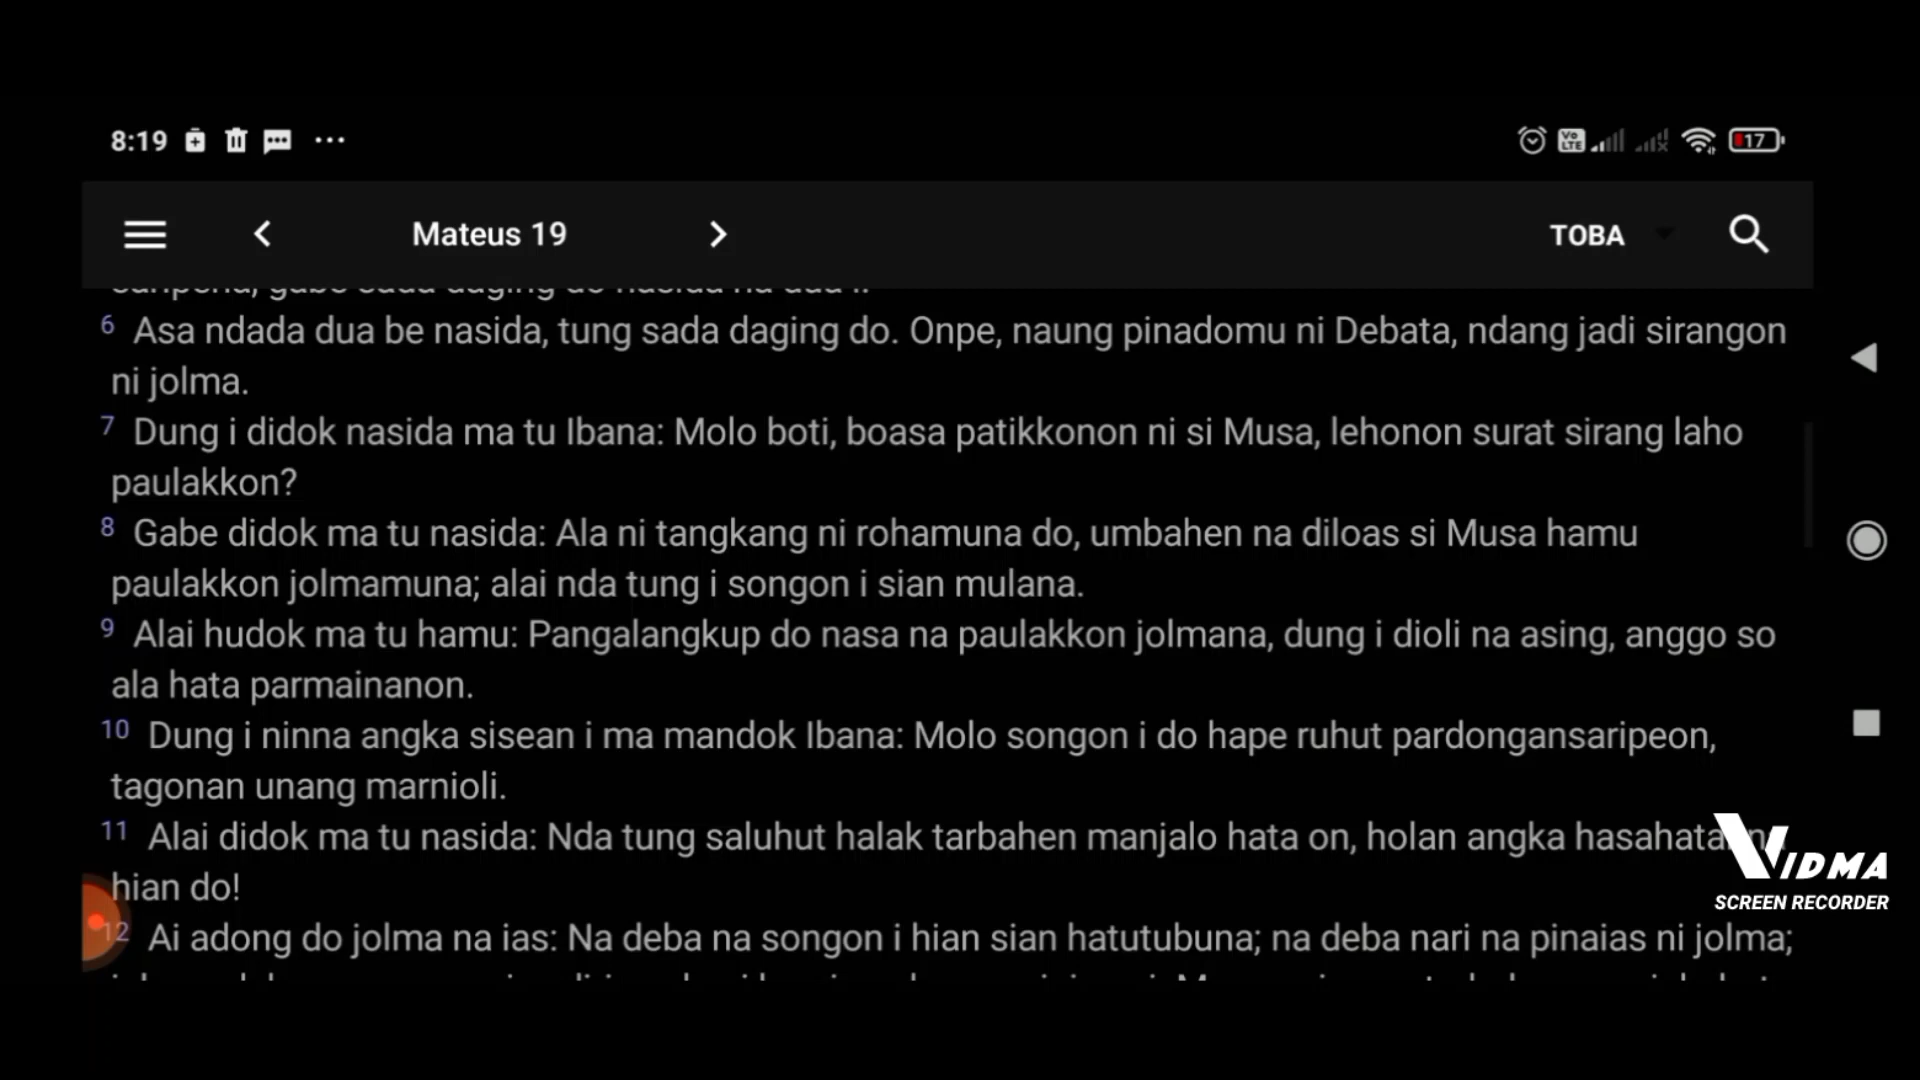 8:19
VoLTE
17
Mateus 19
TOBA
6 Asa ndada dua be nasida, tung sada daging do. Onpe, naung pinadomu ni Debata, ndang jadi sirangon
ni jolma.
7 Dung i didok nasida ma tu Ibana: Molo boti, boasa patikkonon ni si Musa, lehonon surat sirang laho
paulakkon?
8 Gabe didok ma tu nasida: Ala ni tangkang ni rohamuna do, umbahen na diloas si Musa hamu
paulakkon jolmamuna; alai nda tung i songon i sian mulana.
9 Alai hudok ma tu hamu: Pangalangkup do nasa na paulakkon jolmana, dung i dioli na asing, anggo so
ala hata parmainanon.
10 Dung i ninna angka sisean i ma mandok Ibana: Molo songon i do hape ruhut pardongansaripeon,
tagonan unang marnioli.
11 Alai didok ma tu nasida: Nda tung saluhut halak tarbahen manjalo hata on, holan angka
hian do!
12 Ai adong do jolma na ias: Na deba na songon i hian sian hatutubuna; na deba nari na pinaias ni jolma;
VIDMA
SCREEN RECORDER